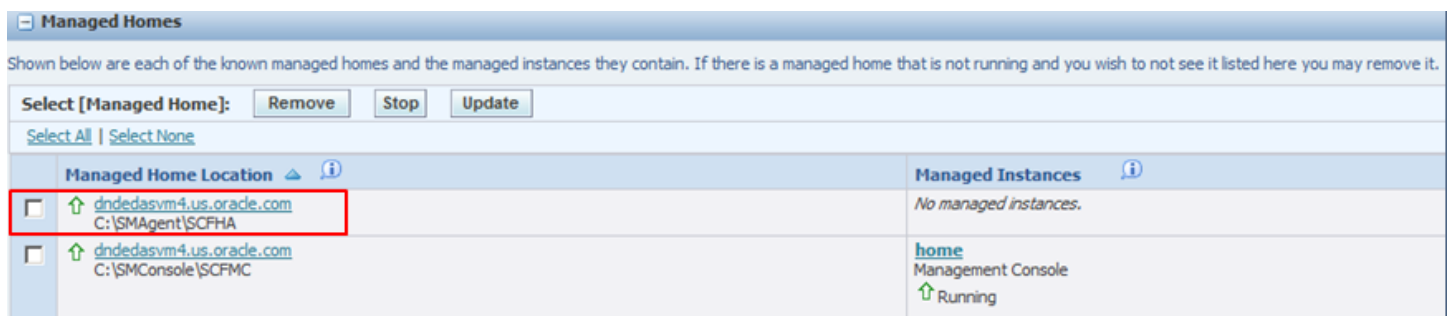 Managed Homes
Shown below are each of the known managed homes and the managed instances they contain. If there is a managed home that is not running and you wish to not see it listed here you may remove it.
Select [Managed Home]: Remove Stop Update
Select All | Select None
Managed Home Location Managed Instances
dndedasvm4.us.oracle.com No managed instances.
C:\SMAgent\SCFHA
dndedasvm4.us.oracle.com home
C:\SMConsole\SCFMC Management Console
Running